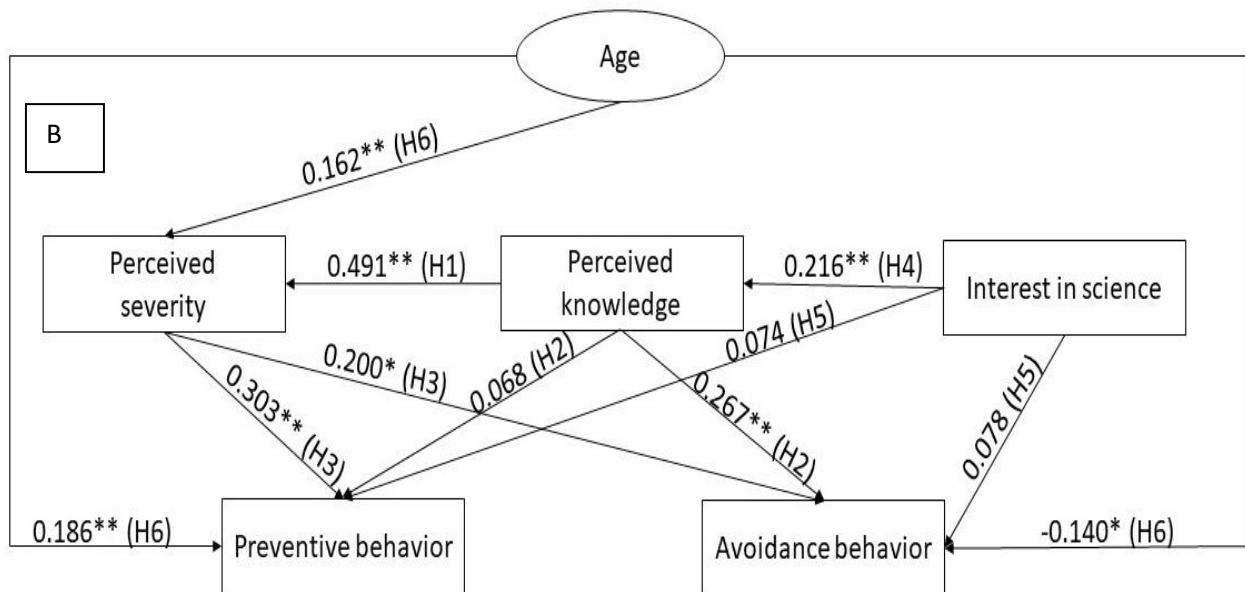 Age
B
0.162** (H6)
Perceived
severity
0.491** (H1)
Perceived
knowledge
0.216** (H4)
Interest in science
0.303** (H3)
0.200* (H3)
0.068 (H2)
0.267** (H2)
0.074 (H5)
0.078 (H5)
0.186** (H6)
Preventive behavior
Avoidance behavior
-0.140* (H6)